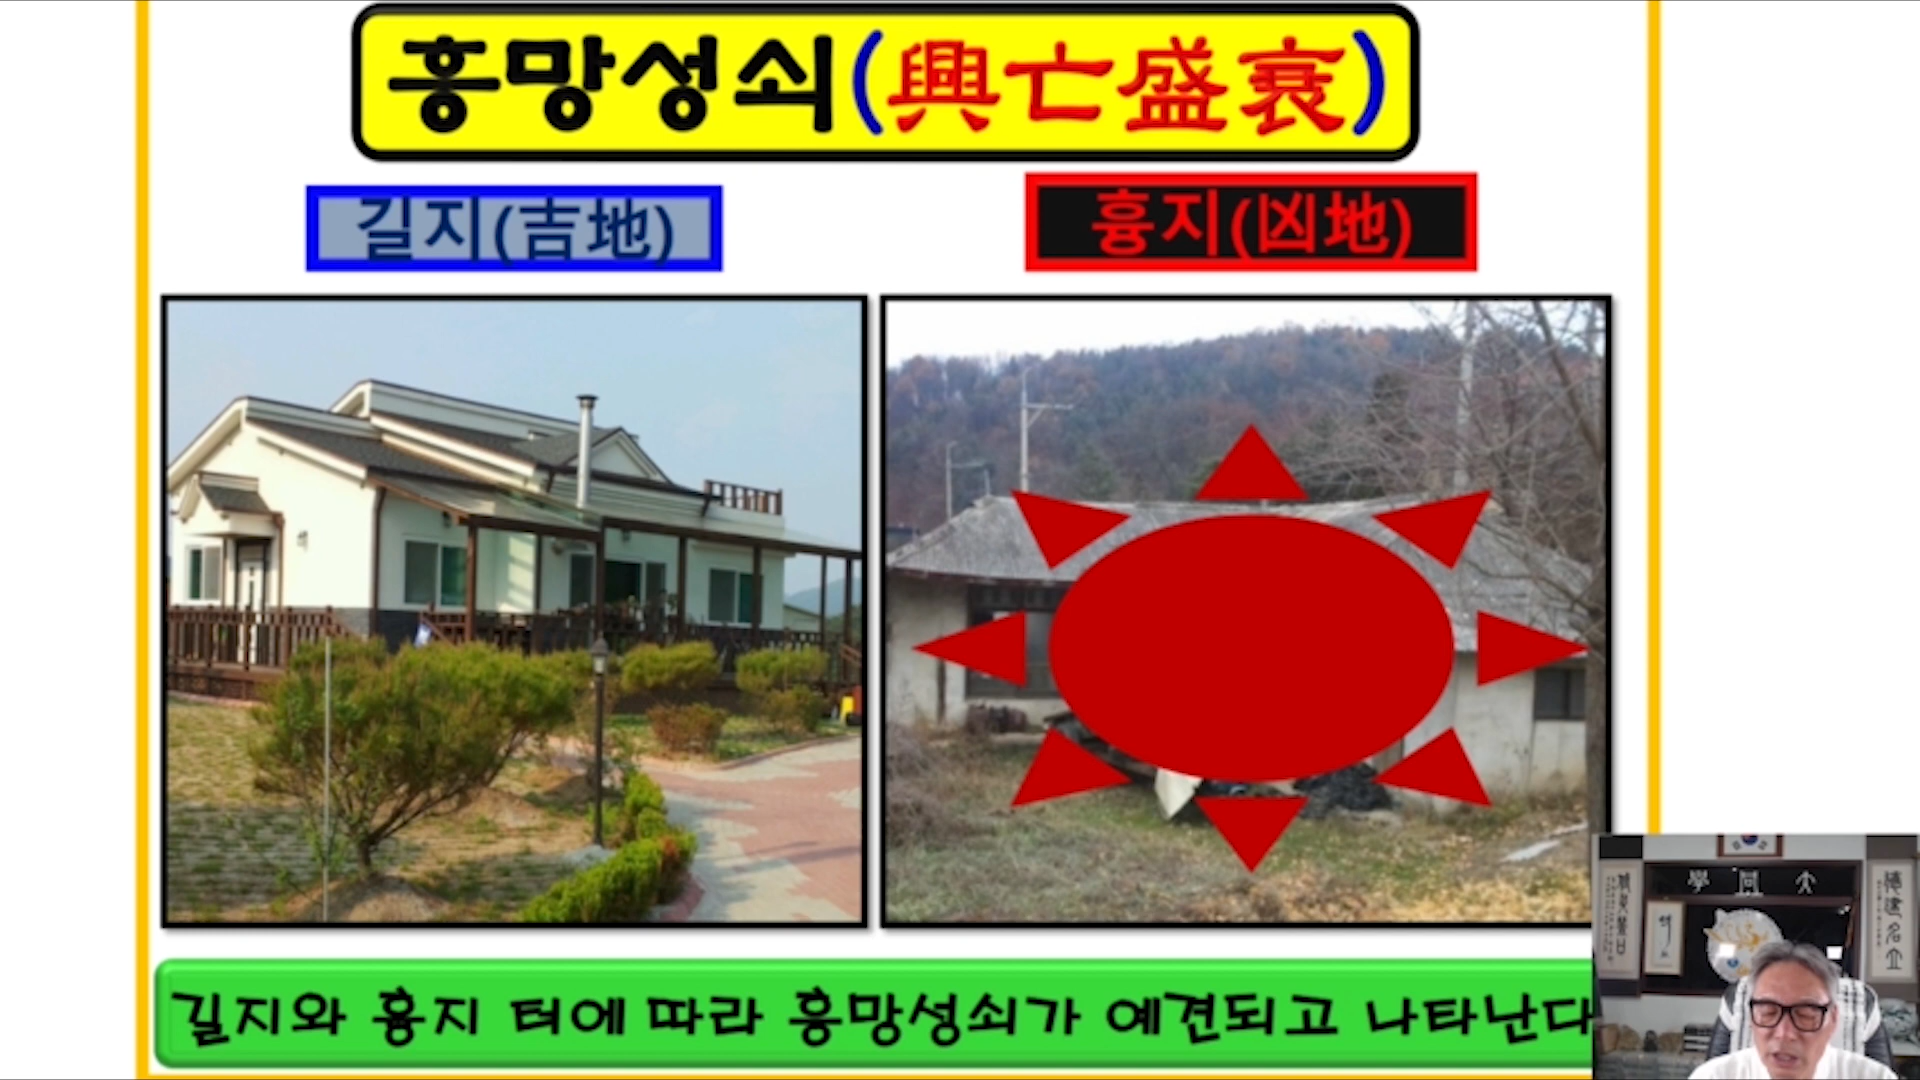 흥망성쇠(興亡盛衰)
길지(吉地)
흉지(凶地)
길지와 흉지 터에 따라 흥망성쇠가 예견되고 나타난다
學 同 大